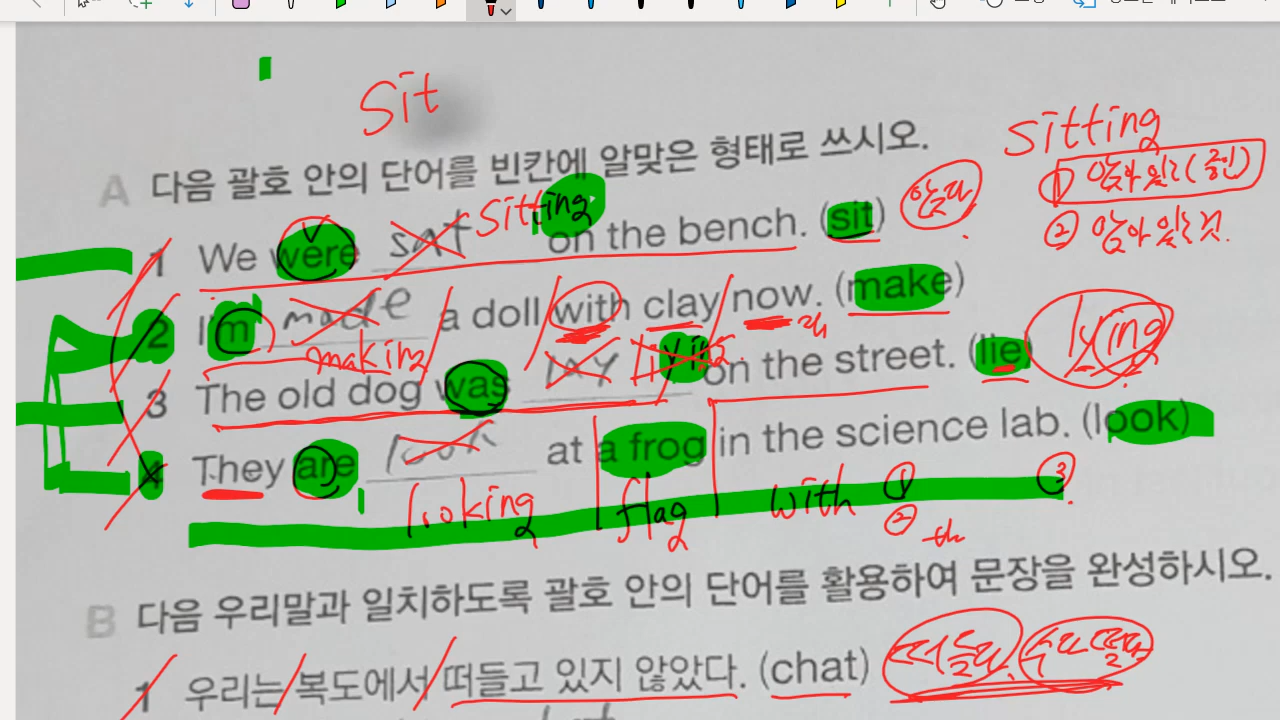 Sit
sitting
A 다음 괄호 안의 단어를 빈칸에 알맞은 형태로 쓰시오.
① 앉아 있는 (중인)
② 앉아 있는 것.
1 We were sat sitting on the bench. (sit) 앉다
2 I'm made a doll with clay now. (make)
making
3 The old dog was lay on the street. (lie) lying
4 They are look at a frog in the science lab. (look)
looking flag with ① ③
② th
B 다음 우리말과 일치하도록 괄호 안의 단어를 활용하여 문장을 완성하시오.
1 우리는 복도에서 떠들고 있지 않았다. (chat) 떠들다. 수다 떨다